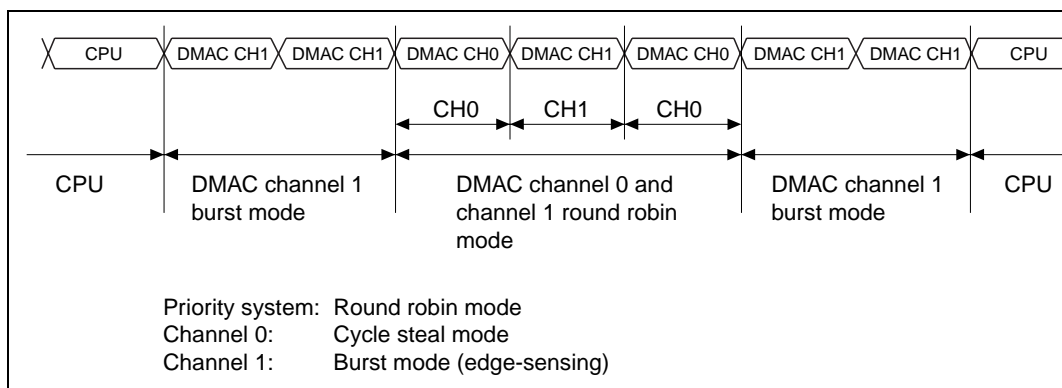 CPU DMAC CH1 DMAC CH1 DMAC CH0 DMAC CH1 DMAC CH0 DMAC CH1 DMAC CH1 CPU
CH0 CH1 CH0
CPU DMAC channel 1 DMAC channel 0 and DMAC channel 1 CPU
burst mode channel 1 round robin burst mode
mode
Priority system: Round robin mode
Channel 0: Cycle steal mode
Channel 1: Burst mode (edge-sensing)